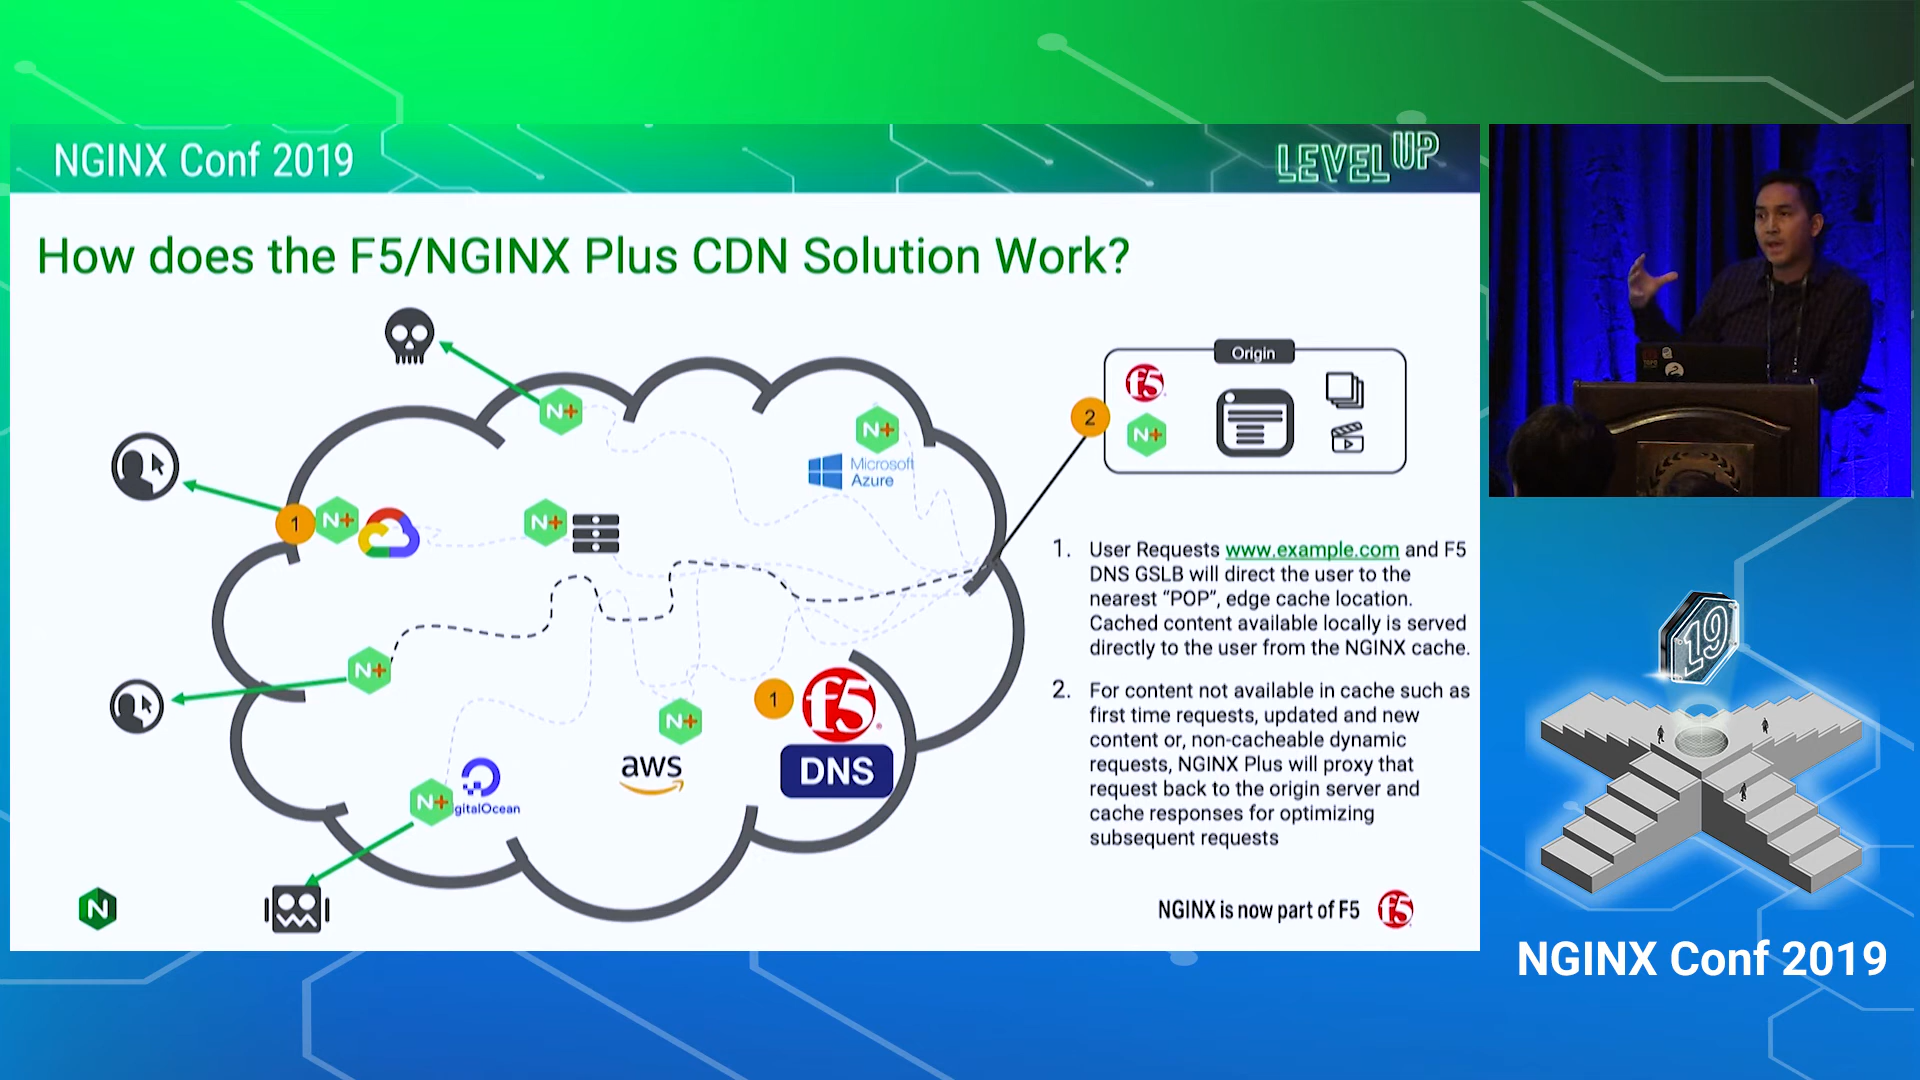 NGINX Conf 2019
LEVEL UP
How does the F5/NGINX Plus CDN Solution Work?
N+
N+
Microsoft
Azure
1
N+
N+
N+
N+
aws
1
f5
DNS
N+
gitalOcean
Origin
2
f5
N+
1. User Requests www.example.com and F5
DNS GSLB will direct the user to the
nearest “POP”, edge cache location.
Cached content available locally is served
directly to the user from the NGINX cache.
2. For content not available in cache such as
first time requests, updated and new
content or, non-cacheable dynamic
requests, NGINX Plus will proxy that
request back to the origin server and
cache responses for optimizing
subsequent requests
N
NGINX is now part of F5 f5
19
NGINX Conf 2019